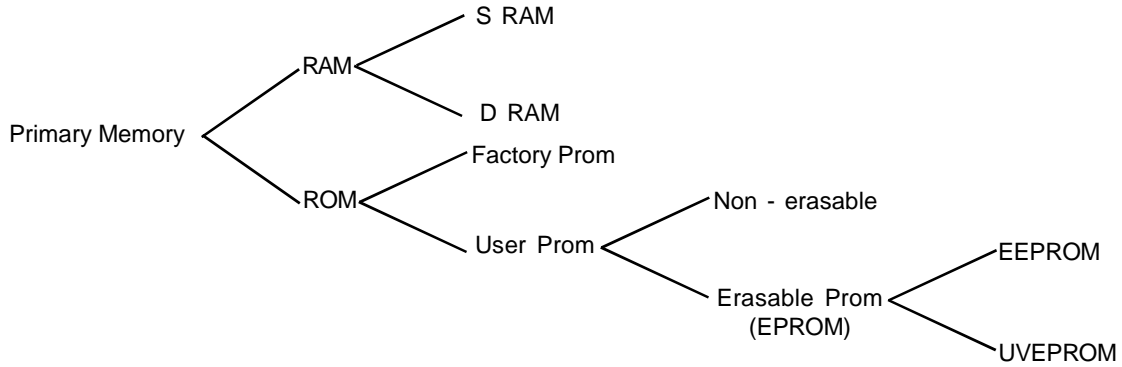 S RAM
RAM
D RAM
Primary Memory
Factory Prom
ROM
Non - erasable
User Prom
EEPROM
Erasable Prom
(EPROM)
UVEPROM